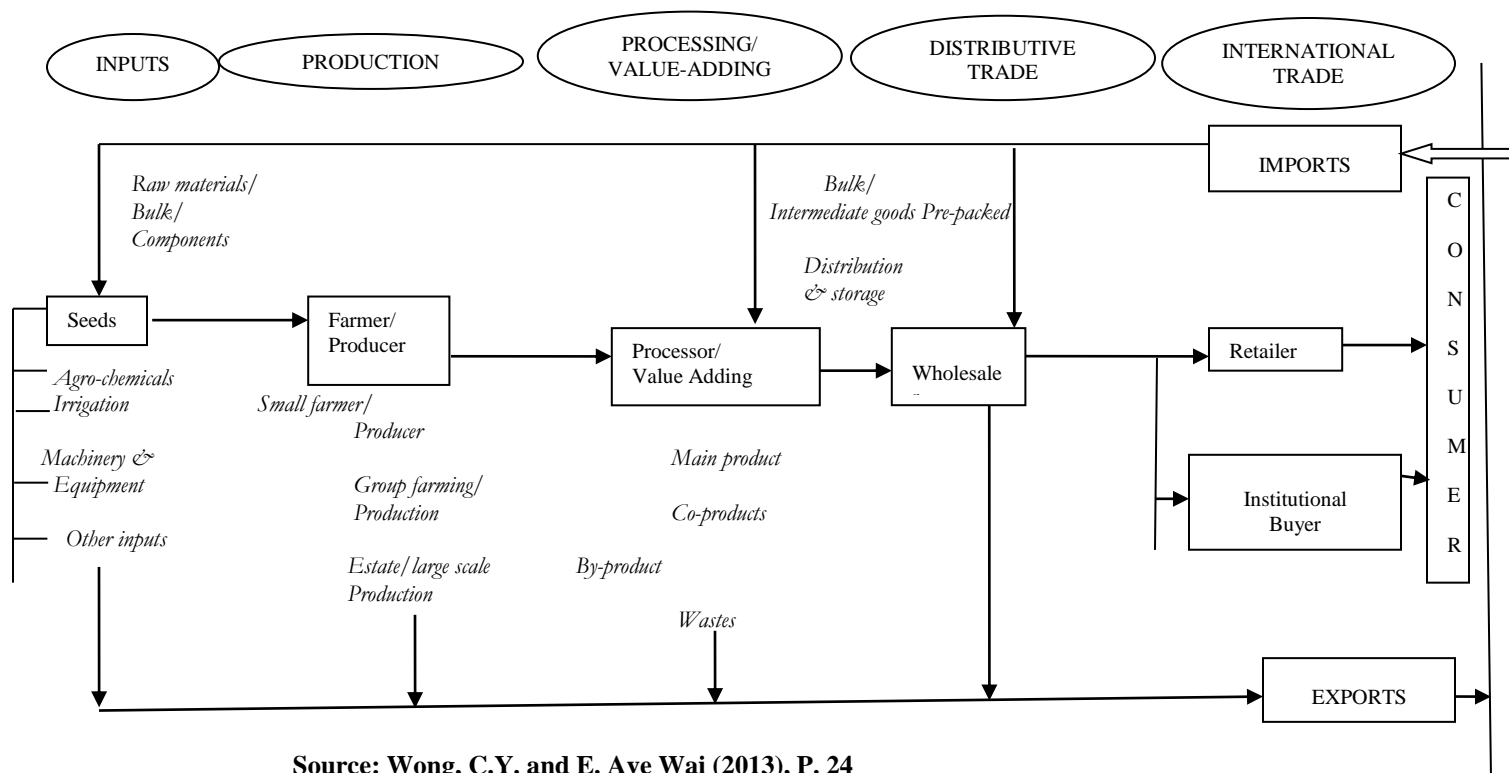 INPUTS
PRODUCTION
PROCESSING/
VALUE-ADDING
DISTRIBUTIVE
TRADE
INTERNATIONAL
TRADE
IMPORTS
Raw materials/
Bulk/
Components
Bulk/
Intermediate goods Pre-packed
Distribution
& storage
Seeds
Agro-chemicals
Irrigation
Machinery &
Equipment
Other inputs
Farmer/
Producer
Small farmer/
Producer
Group farming/
Production
Estate/large scale
Production
Processor/
Value Adding
Main product
Co-products
By-product
Wastes
Wholesale
Retailer
Institutional
Buyer
C
O
N
S
U
M
E
R
EXPORTS
Source: Wong, C.Y. and E. Aye Wai (2013), P. 24